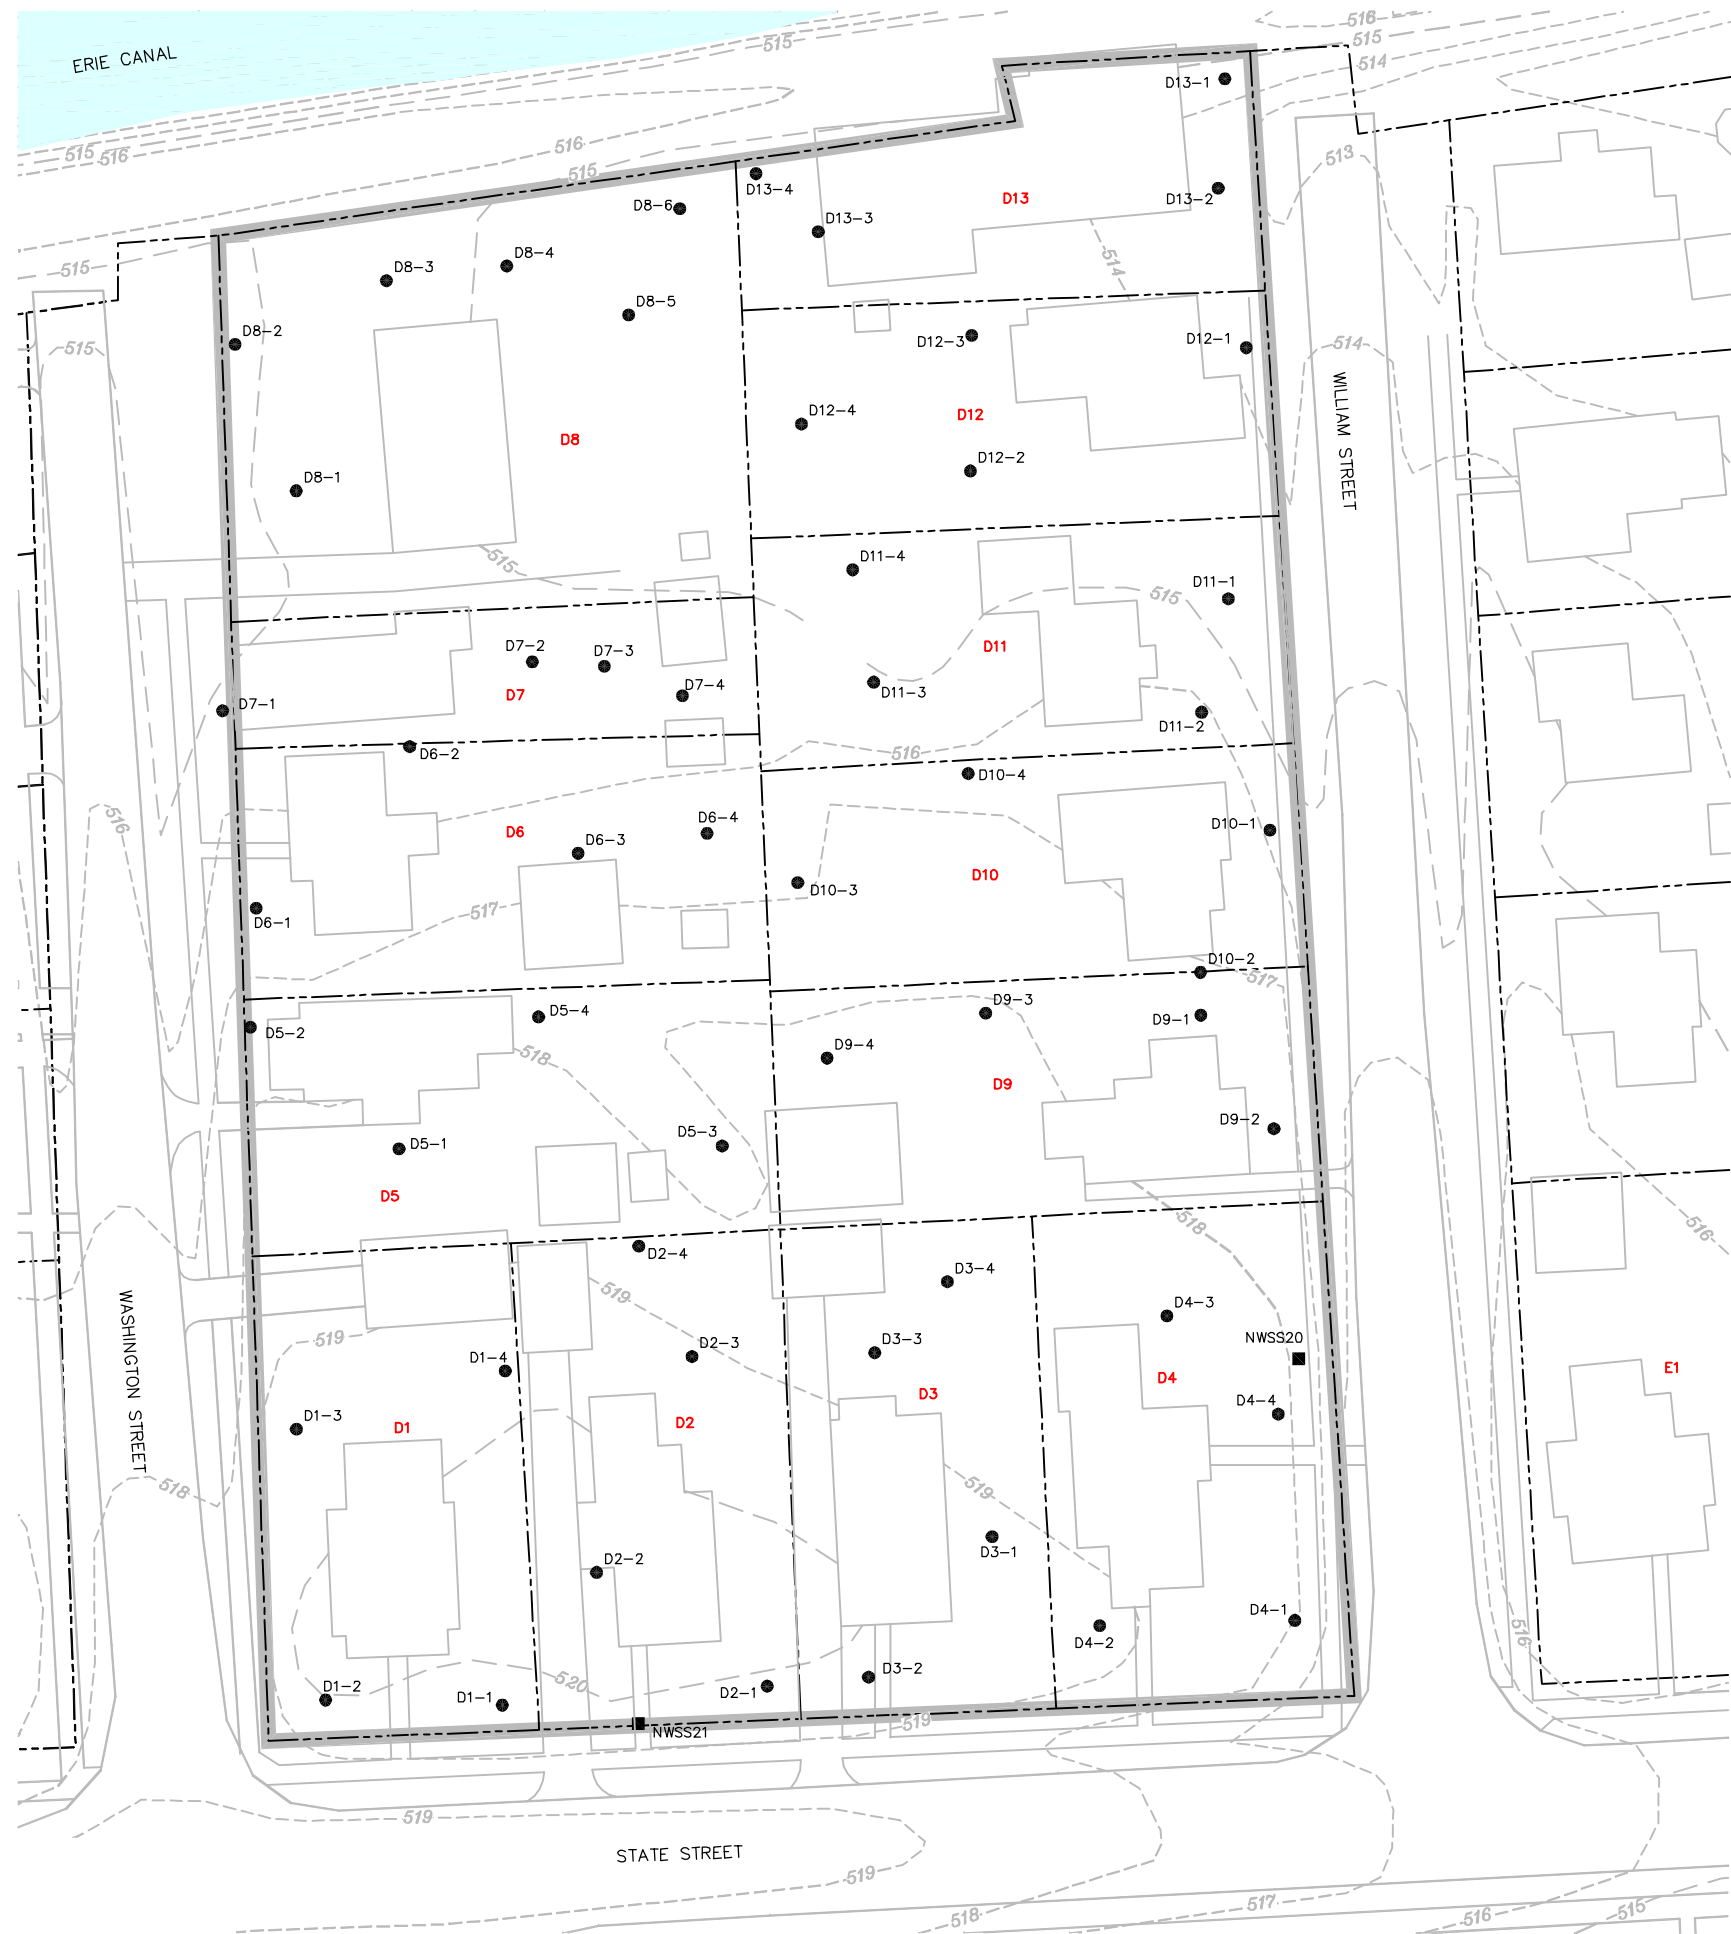 516
515
515
514
ERIE CANAL
D13-1
516
515
516
513
515
D13-4
D13-2
D13
D8-6
D13-3
515
D8-4
D8-3
514
D8-5
D8-2
D12-3
D12-1
515
514
WILLIAM STREET
D12
D12-4
D8
D12-2
D8-1
515
D11-4
D11-1
515
D7-2
D7-3
D11
D7
D7-4
D11-3
D7-1
D11-2
D6-2
516
D10-4
516
D6
D6-4
D10-1
D6-3
D10
D10-3
517
D6-1
D10-2
517
D5-4
D9-3
D9-1
D5-2
518
D9-4
D9
D9-2
D5-3
D5-1
D5
518
516
D2-4
D3-4
519
D4-3
WASHINGTON STREET
519
NWSS20
D2-3
D3-3
D1-4
D4
E1
D3
D4-4
D1-3
D1
D2
518
519
D3-1
D2-2
D4-1
D4-2
516
D3-2
520
D1-2
D1-1
D2-1
519
NWSS21
519
STATE STREET
519
518
517
516
515